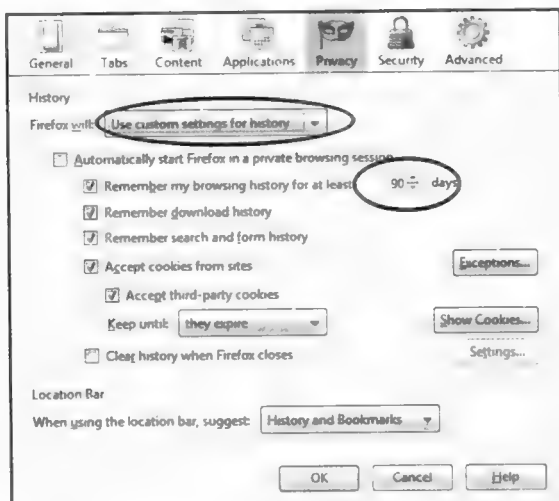 General Tabs Content Applications Privacy Security Advanced
History
Firefox will: Use custom settings for history
Automatically start Firefox in a private browsing session
Remember my browsing history for at least 90 days
Remember download history
Remember search and form history
Accept cookies from sites Exceptions...
Accept third-party cookies
Keep until: they expire Show Cookies...
Clear history when Firefox closes Settings...
Location Bar
When using the location bar, suggest: History and Bookmarks
OK Cancel Help